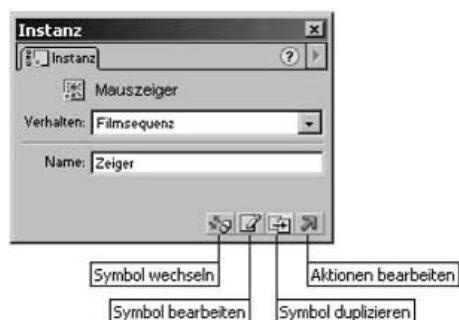 Instanz
Instanz
?
Mauszeiger
Verhalten: Filmsequenz
Name: Zeiger
Symbol wechseln
Aktionen bearbeiten
Symbol bearbeiten
Symbol duplizieren